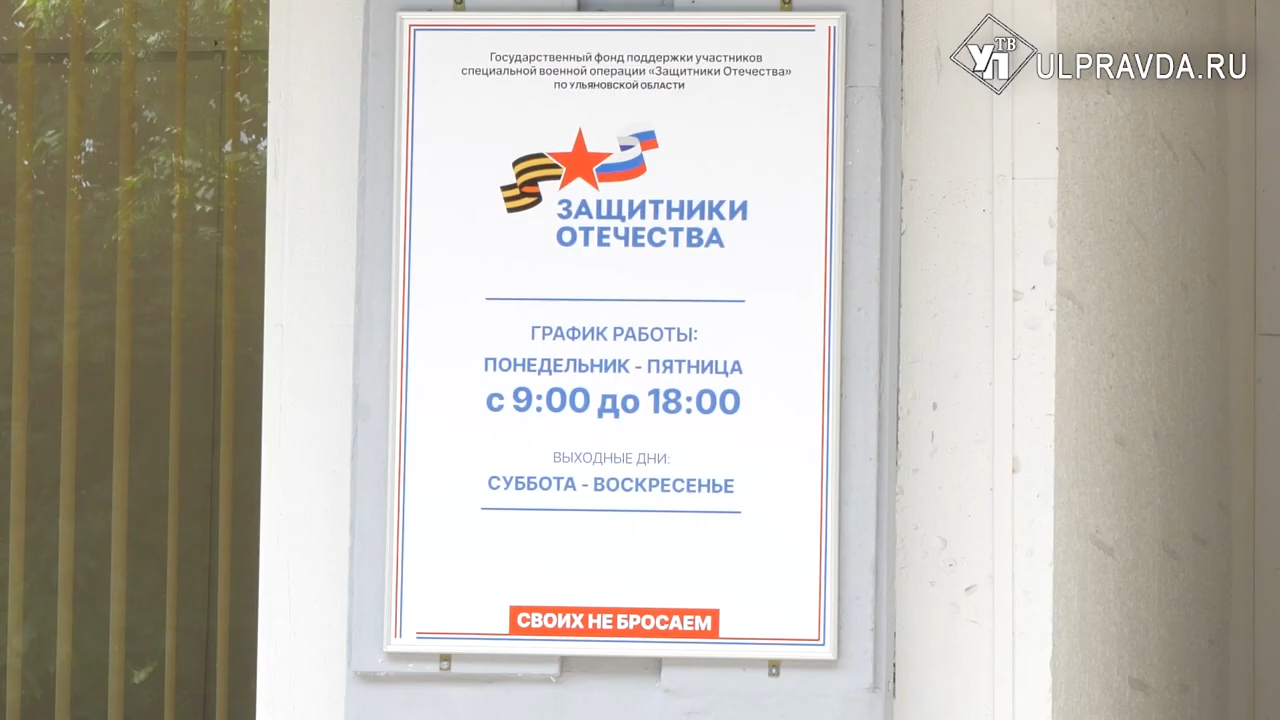 УП
ТВ
ULPRAVDA.RU
Государственный фонд поддержки участников
специальной военной операции «Защитники Отечества»
ПО УЛЬЯНОВСКОЙ ОБЛАСТИ
ЗАЩИТНИКИ
ОТЕЧЕСТВА
ГРАФИК РАБОТЫ:
ПОНЕДЕЛЬНИК - ПЯТНИЦА
с 9:00 до 18:00
ВЫХОДНЫЕ ДНИ:
СУББОТА - ВОСКРЕСЕНЬЕ
СВОИХ НЕ БРОСАЕМ